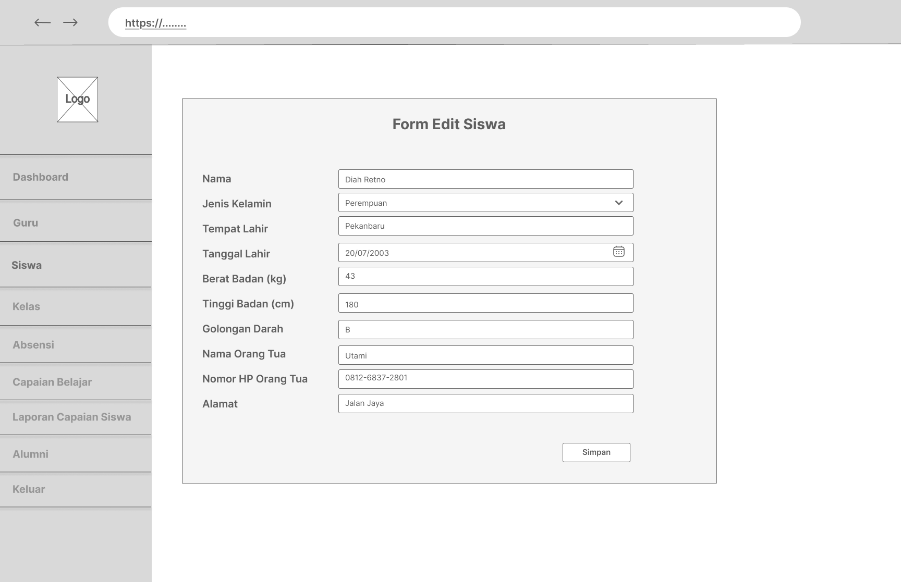 https://........
Logo
Dashboard
Guru
Siswa
Kelas
Absensi
Capaian Belajar
Laporan Capaian Siswa
Alumni
Keluar
Form Edit Siswa
Nama
Diah Retno
Jenis Kelamin
Perempuan
Tempat Lahir
Pekanbaru
Tanggal Lahir
20/07/2003
Berat Badan (kg)
43
Tinggi Badan (cm)
180
Golongan Darah
B
Nama Orang Tua
Utami
Nomor HP Orang Tua
0812-6837-2801
Alamat
Jalan Jaya
Simpan